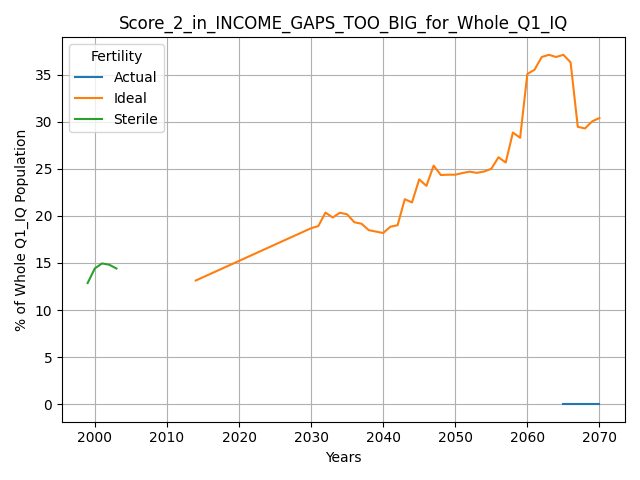 Score_2_in_INCOME_GAPS_TOO_BIG_for_Whole_Q1_IQ
Fertility
Actual
Ideal
Sterile
% of Whole Q1_IQ Population
35
30
25
20
15
10
5
0
2000 2010 2020 2030 2040 2050 2060 2070
Years